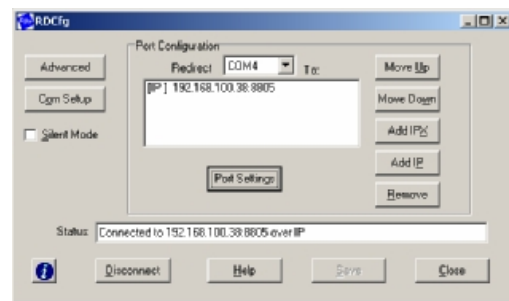 RDCfg
Port Configuration
Advanced
Redirect COM4 To:
Move Up
[IP ] 192.168.100.38:8805
Com Setup
Move Down
Silent Mode
Add IPX
Add IP
Port Settings
Remove
Status: Connected to 192.168.100.38:8805 over IP
Disconnect
Help
Save
Close